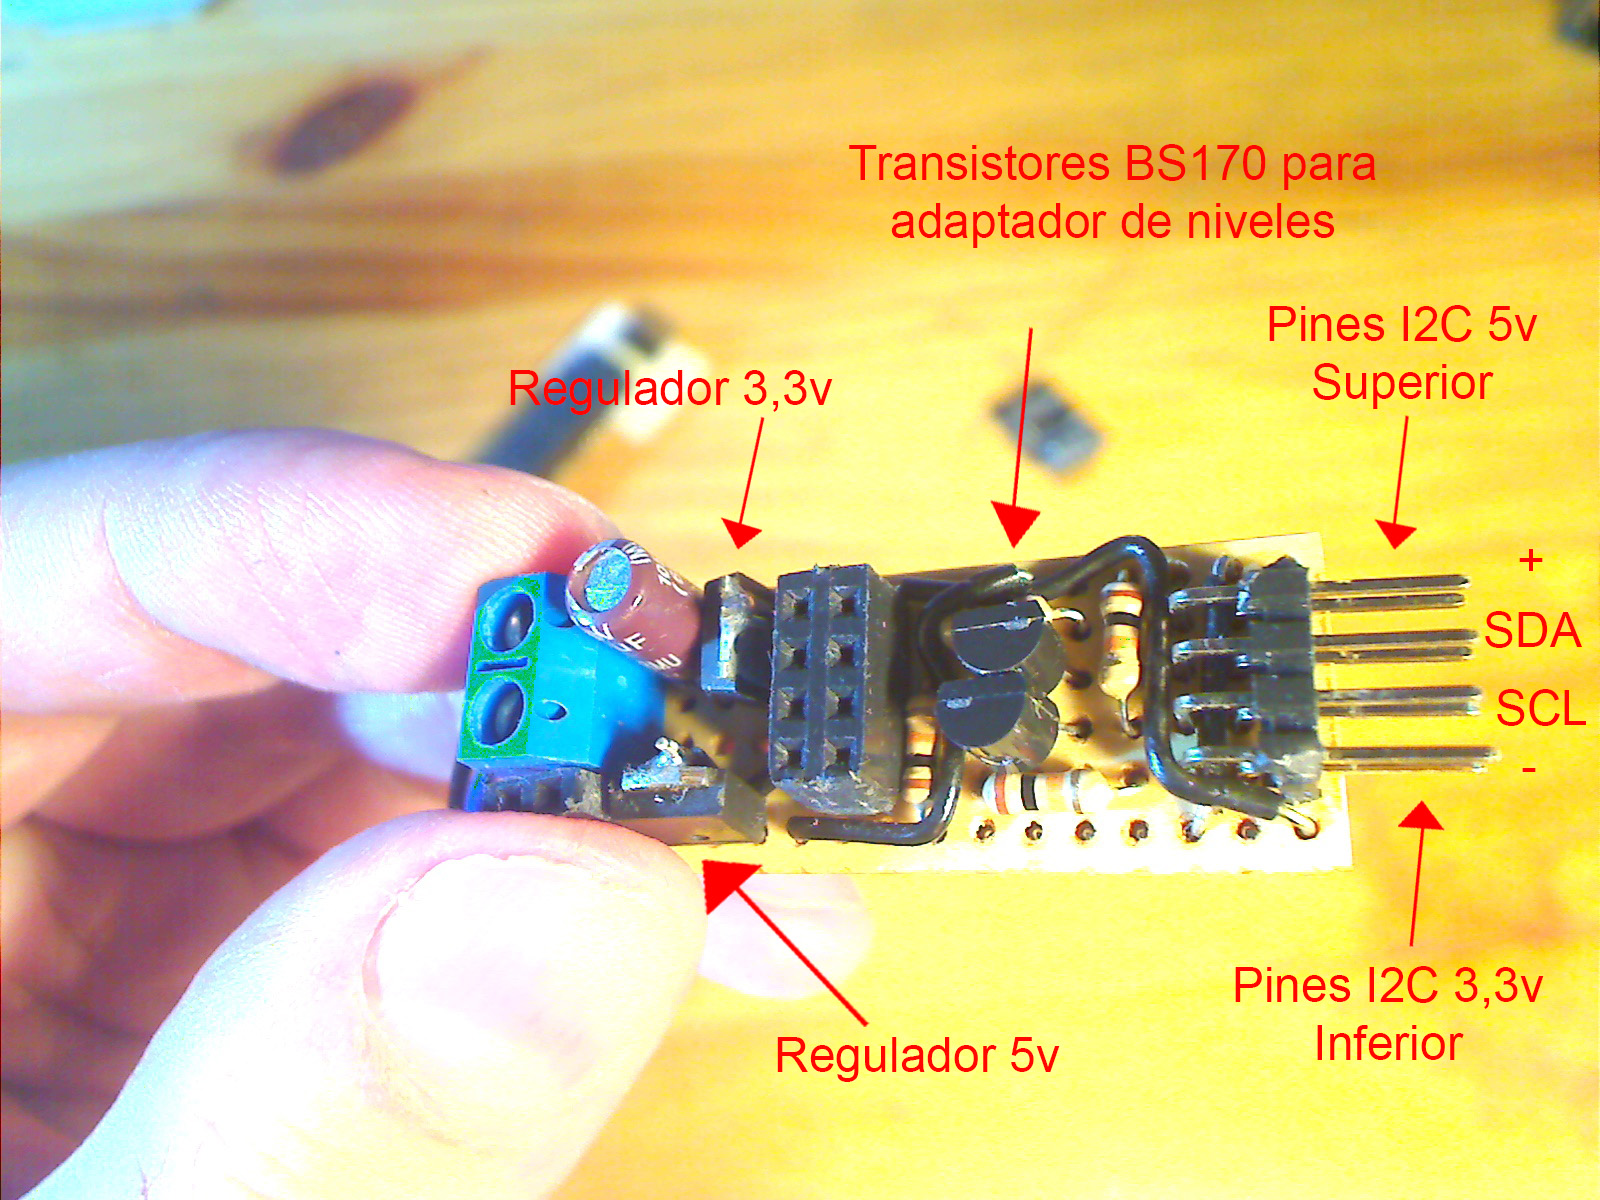 Transistores BS170 para
adaptador de niveles
Pines I2C 5v
Superior
Regulador 3,3v
+
SDA
SCL
-
Pines I2C 3,3v
Inferior
Regulador 5v